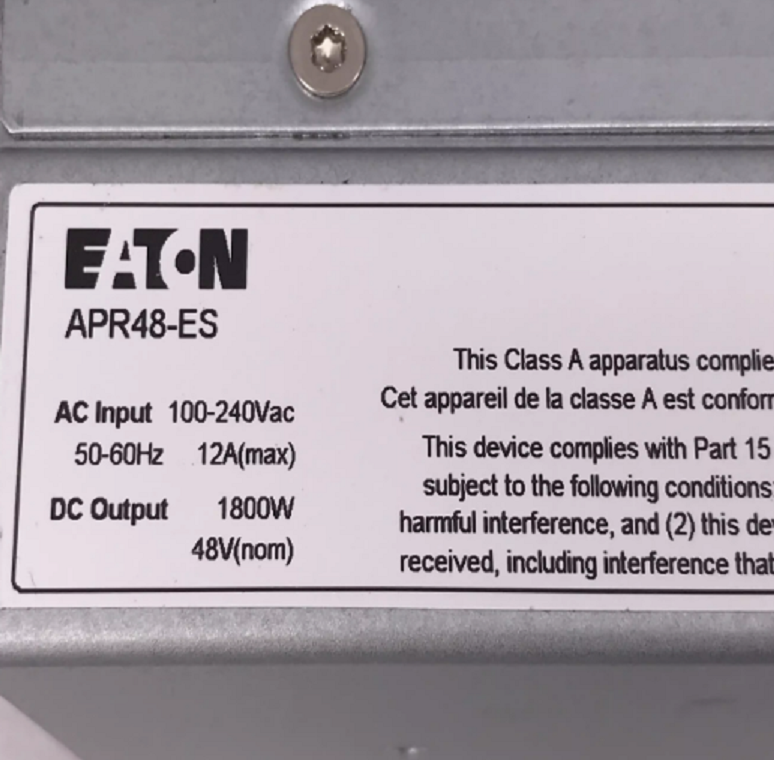 EATON
APR48-ES
AC Input 100-240Vac
50-60Hz 12A(max)
DC Output 1800W
48V(nom)
This Class A apparatus complie
Cet appareil de la classe A est conform
This device complies with Part 15
subject to the following conditions:
harmful interference, and (2) this dev
received, including interference that